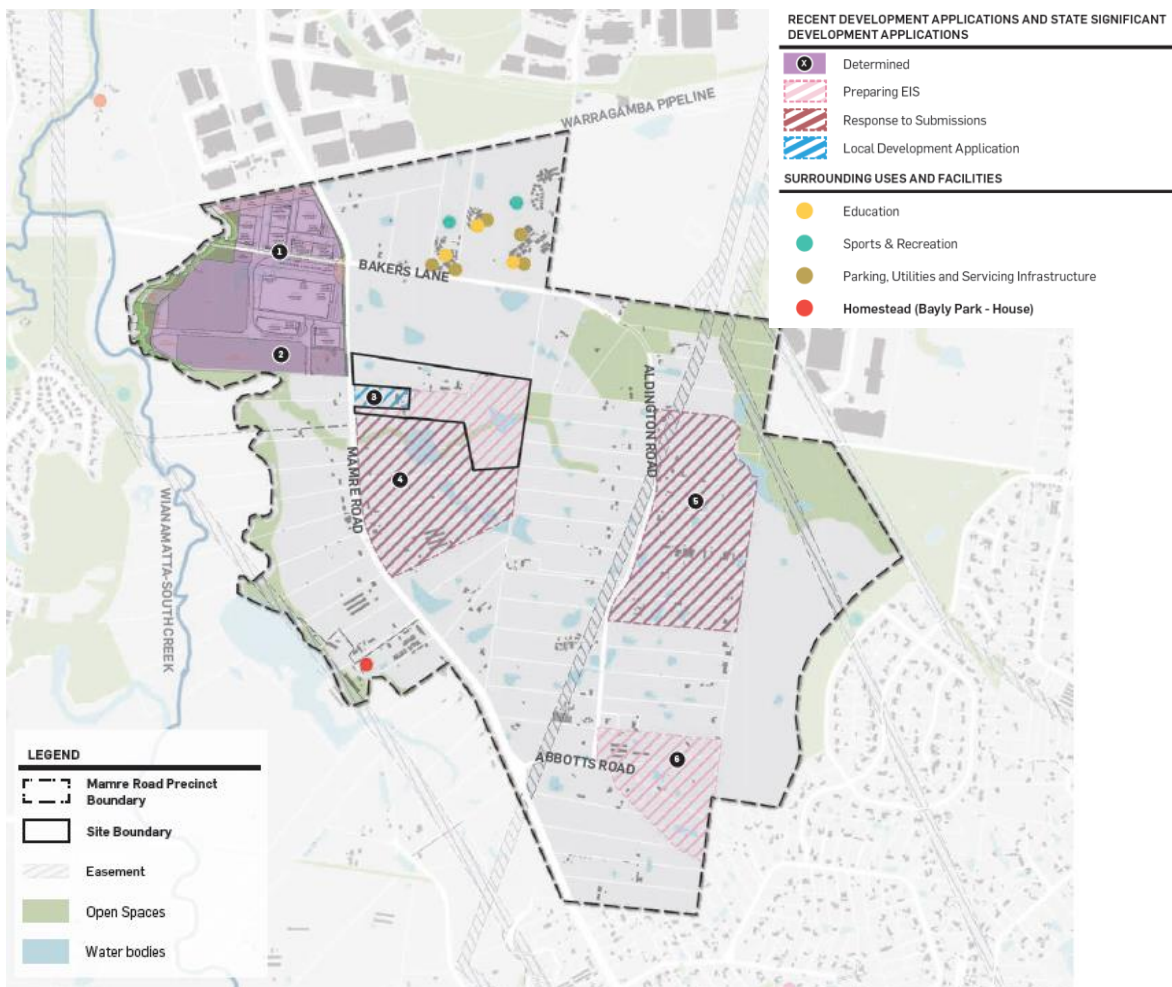 RECENT DEVELOPMENT APPLICATIONS AND STATE SIGNIFICANT
DEVELOPMENT APPLICATIONS
X
Determined
Preparing EIS
Response to Submissions
Local Development Application
SURROUNDING USES AND FACILITIES
Education
Sports & Recreation
Parking, Utilities and Servicing Infrastructure
Homestead (Bayly Park - House)
WARRAGAMBA PIPELINE
1
BAKERS LANE
2
3
ALDINGTON ROAD
MAMRE ROAD
4
5
WIANAMATTA-SOUTH CREEK
ABBOTTS ROAD
6
LEGEND
Mamre Road Precinct
Boundary
Site Boundary
Easement
Open Spaces
Water bodies